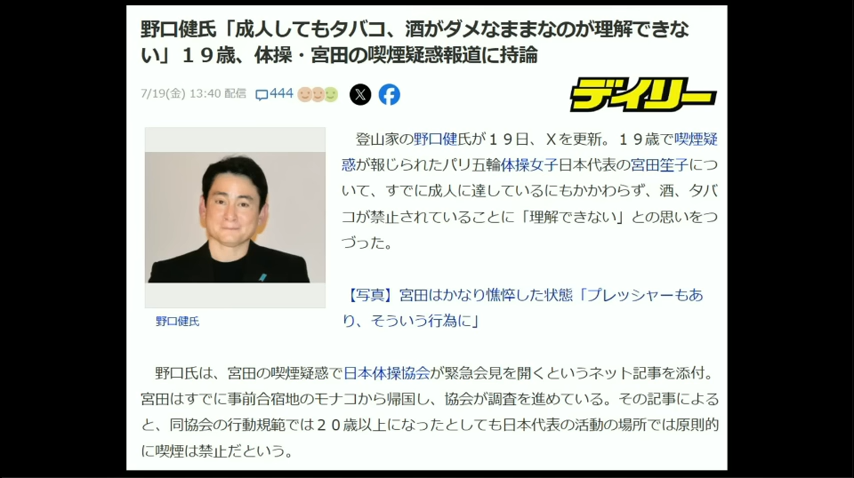 野口健氏「成人してもタバコ、酒がダメなままなのが理解できな
い」１９歳、体操・宮田の喫煙疑惑報道に持論
7/19(金) 13:40 配信 444
デイリー
登山家の野口健氏が１９日、Ｘを更新。１９歳で喫煙疑
惑が報じられたパリ五輪体操女子日本代表の宮田笙子につ
いて、すでに成人に達しているにもかかわらず、酒、タバ
コが禁止されていることに「理解できない」との思いをつ
づった。
【写真】宮田はかなり憔悴した状態「プレッシャーもあ
り、そういう行為に」
野口健氏
野口氏は、宮田の喫煙疑惑で日本体操協会が緊急会見を開くというネット記事を添付。
宮田はすでに事前合宿地のモナコから帰国し、協会が調査を進めている。その記事による
と、同協会の行動規範では２０歳以上になったとしても日本代表の活動の場所では原則的
に喫煙は禁止だという。